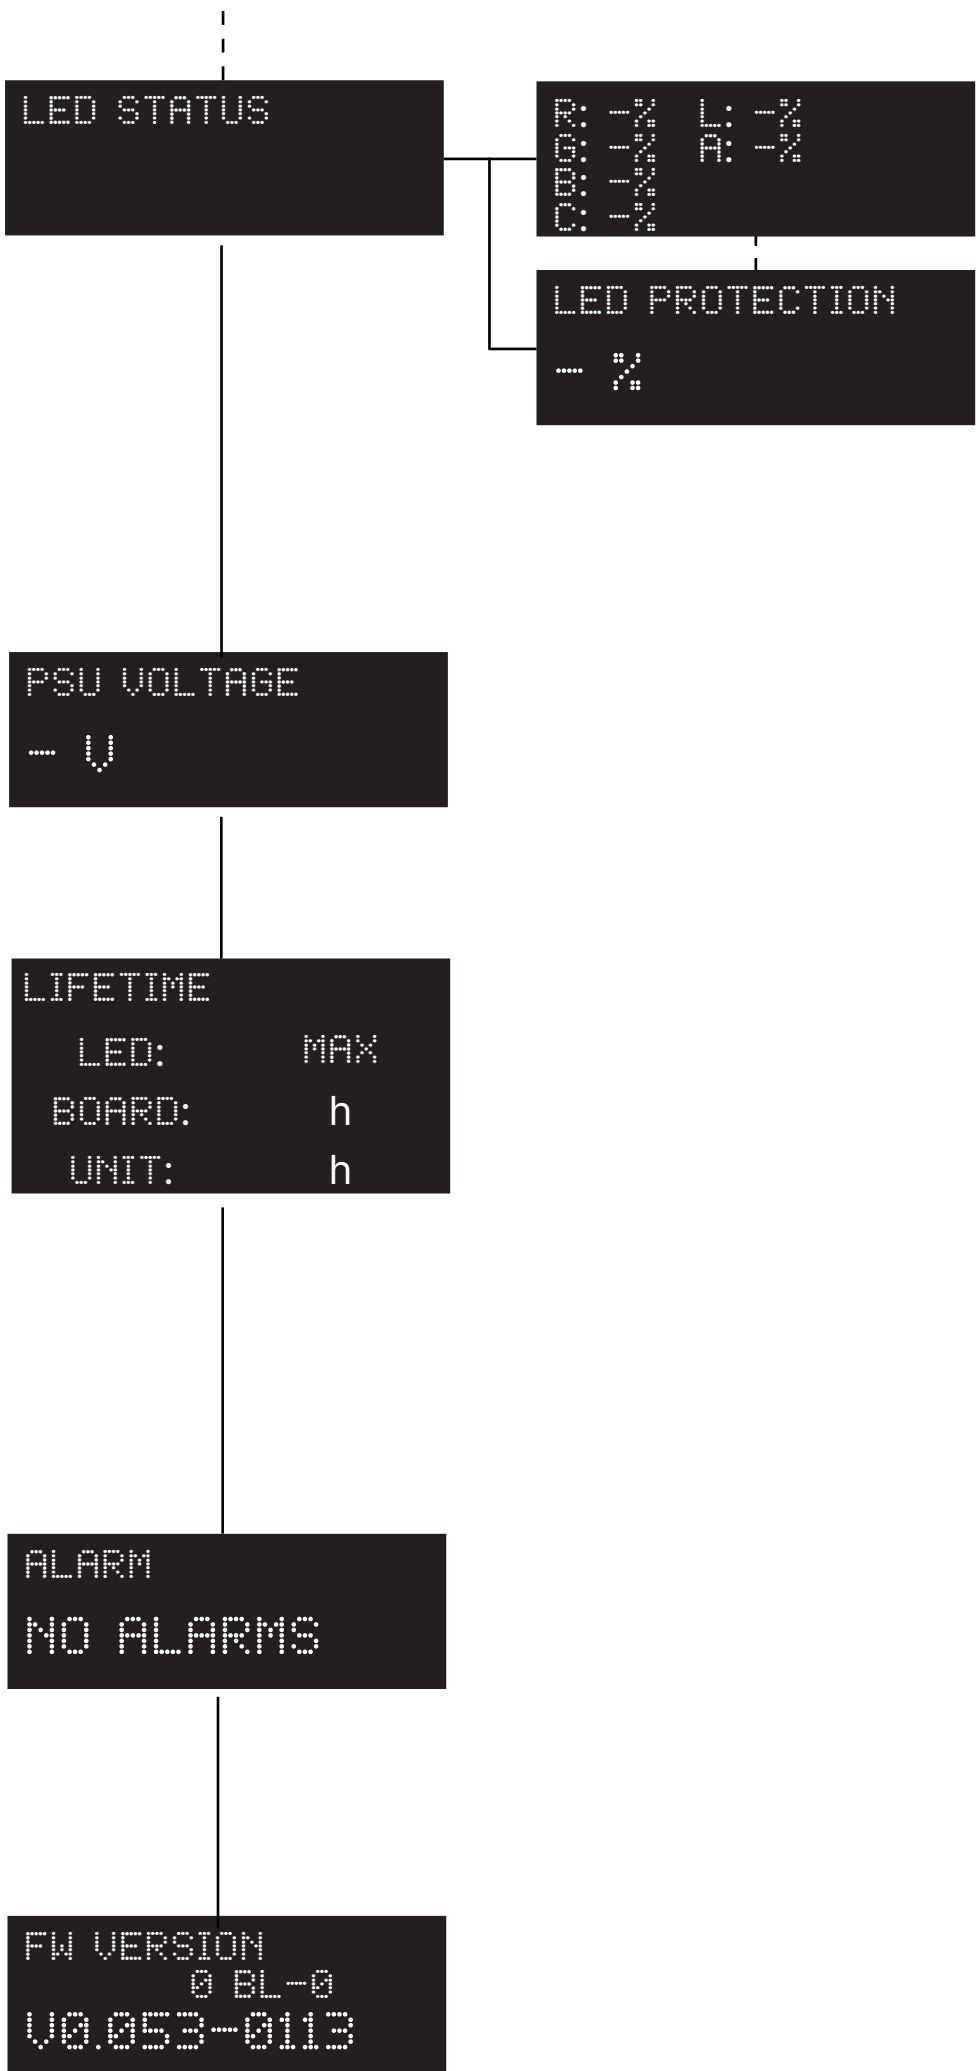 LED STATUS
R: -% L: -%
G: -% A: -%
B: -%
C: -%
LED PROTECTION
- %
PSU VOLTAGE
- V
LIFETIME
LED: MAX
BOARD: h
UNIT: h
ALARM
NO ALARMS
FW VERSION
0 BL-0
V0.053-0113